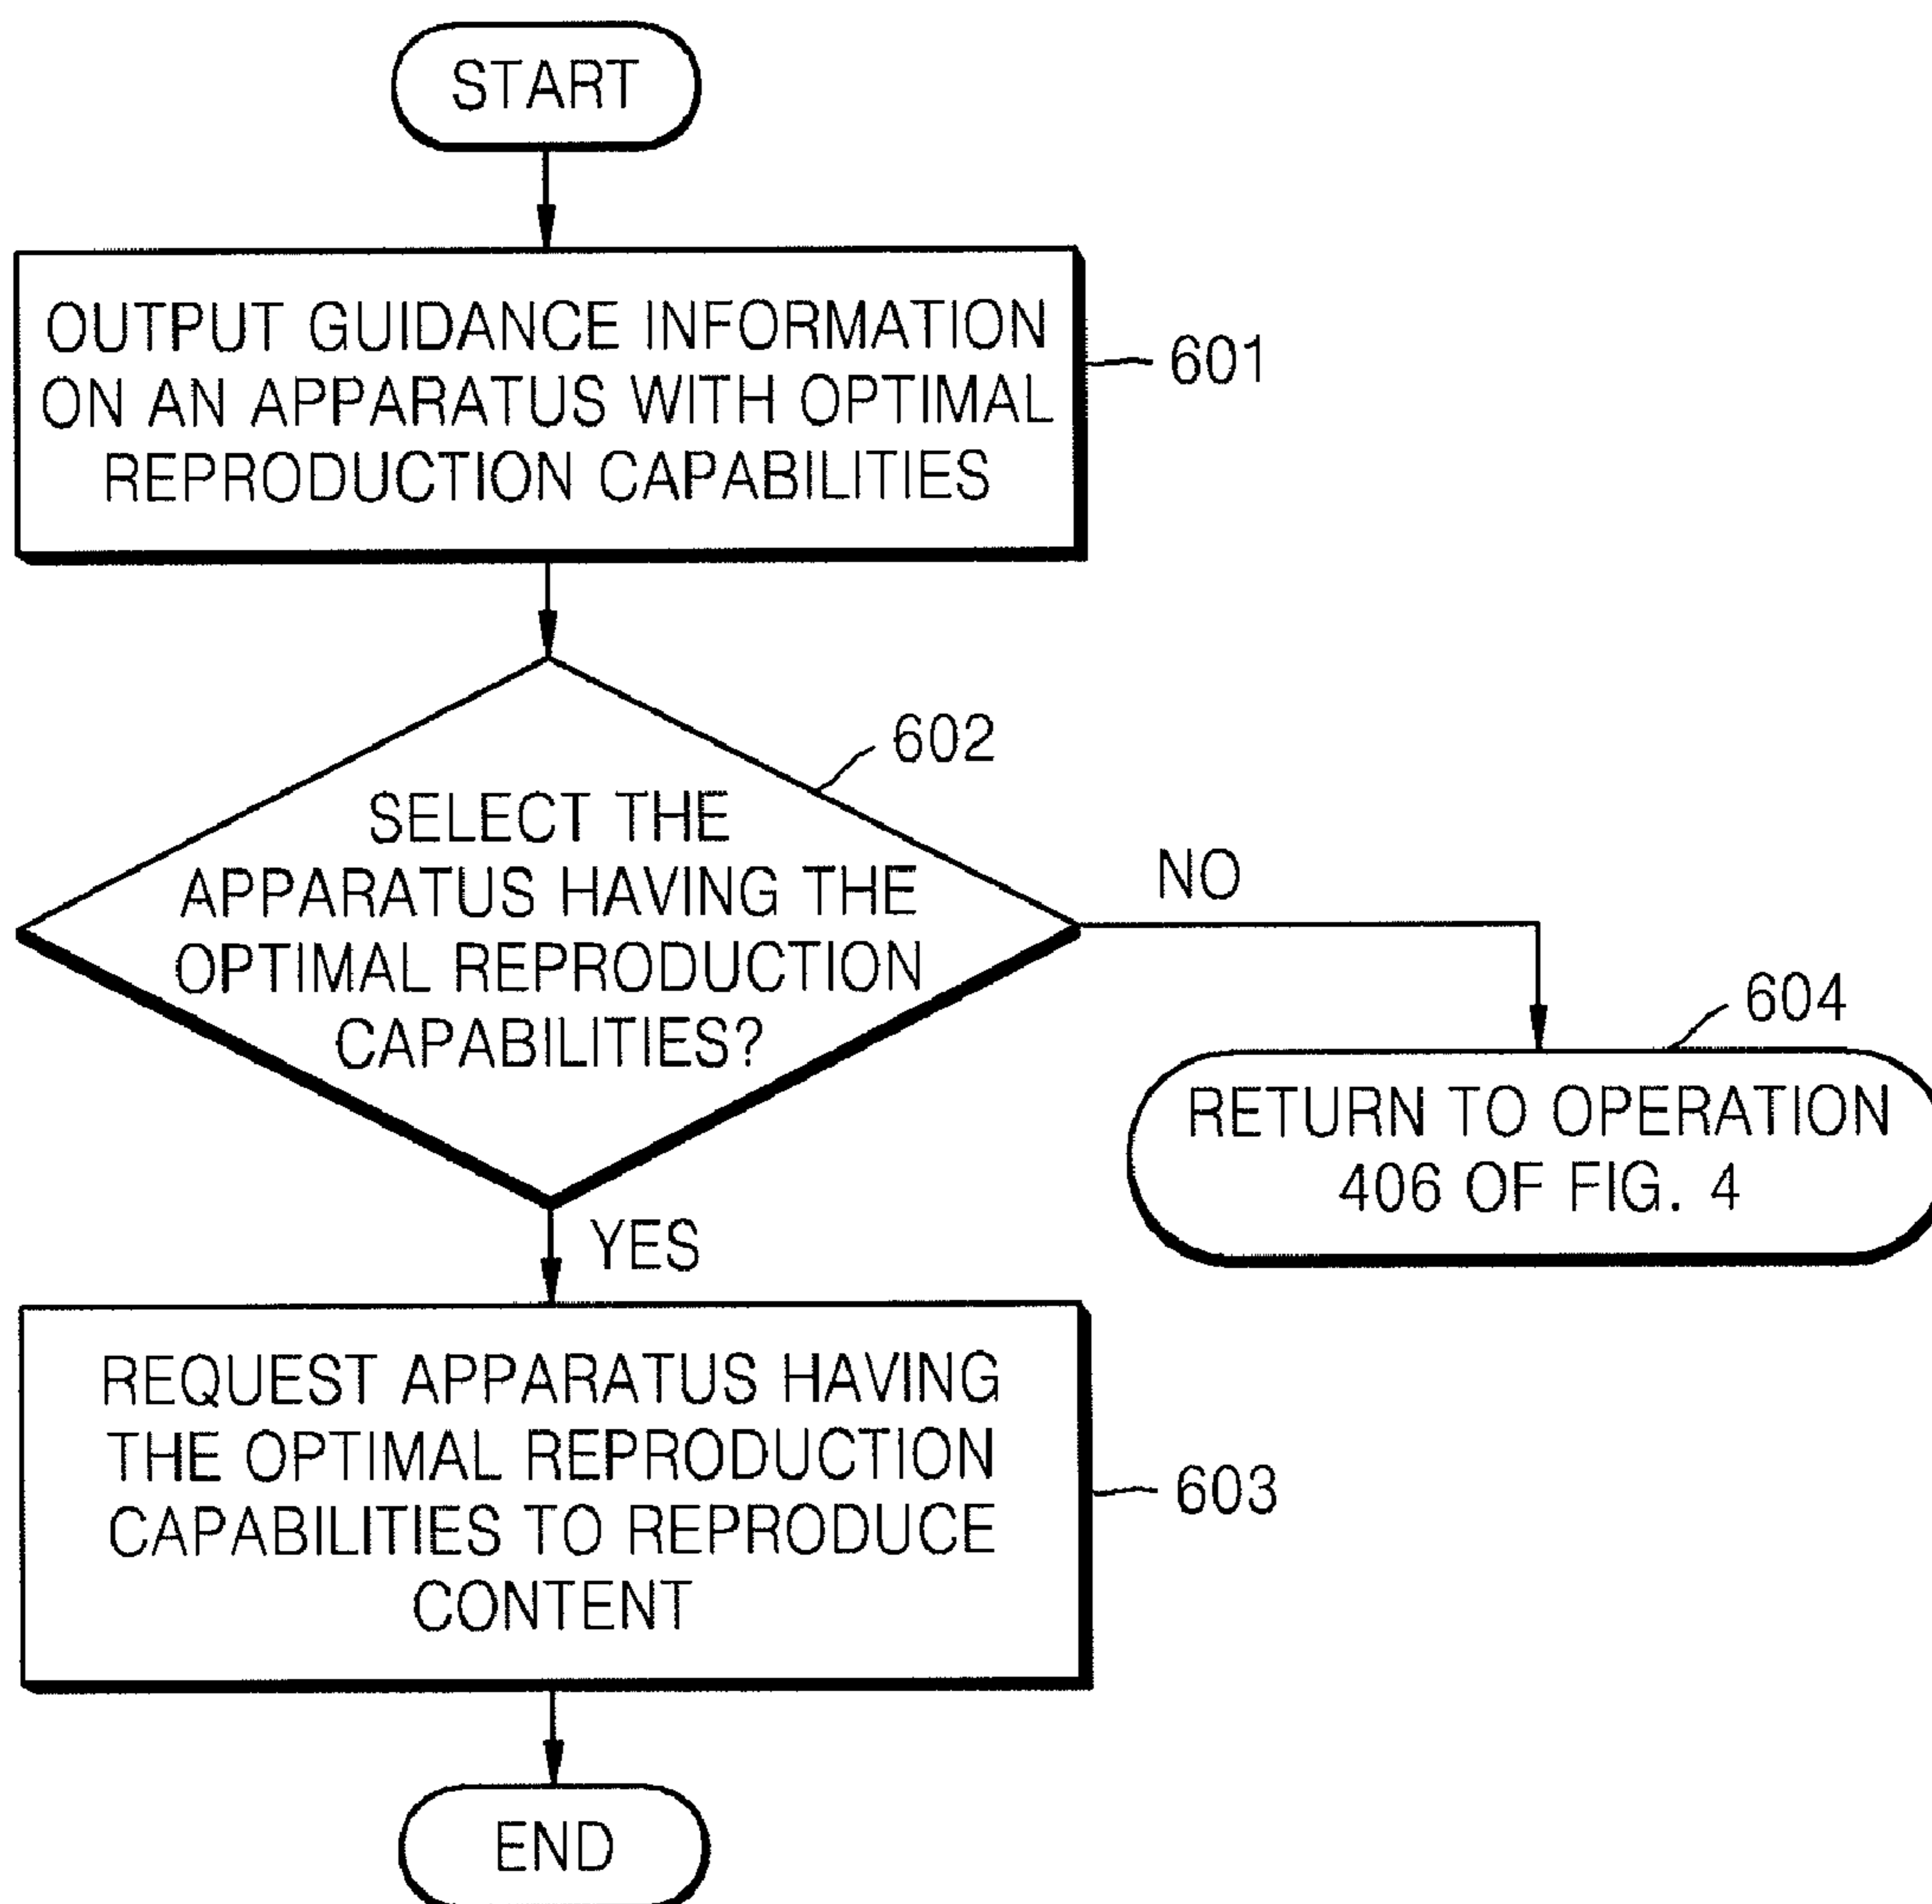 START
OUTPUT GUIDANCE INFORMATION
ON AN APPARATUS WITH OPTIMAL
REPRODUCTION CAPABILITIES
601
602
SELECT THE
APPARATUS HAVING THE
OPTIMAL REPRODUCTION
CAPABILITIES?
NO
604
RETURN TO OPERATION
406 OF FIG. 4
YES
REQUEST APPARATUS HAVING
THE OPTIMAL REPRODUCTION
CAPABILITIES TO REPRODUCE
CONTENT
603
END